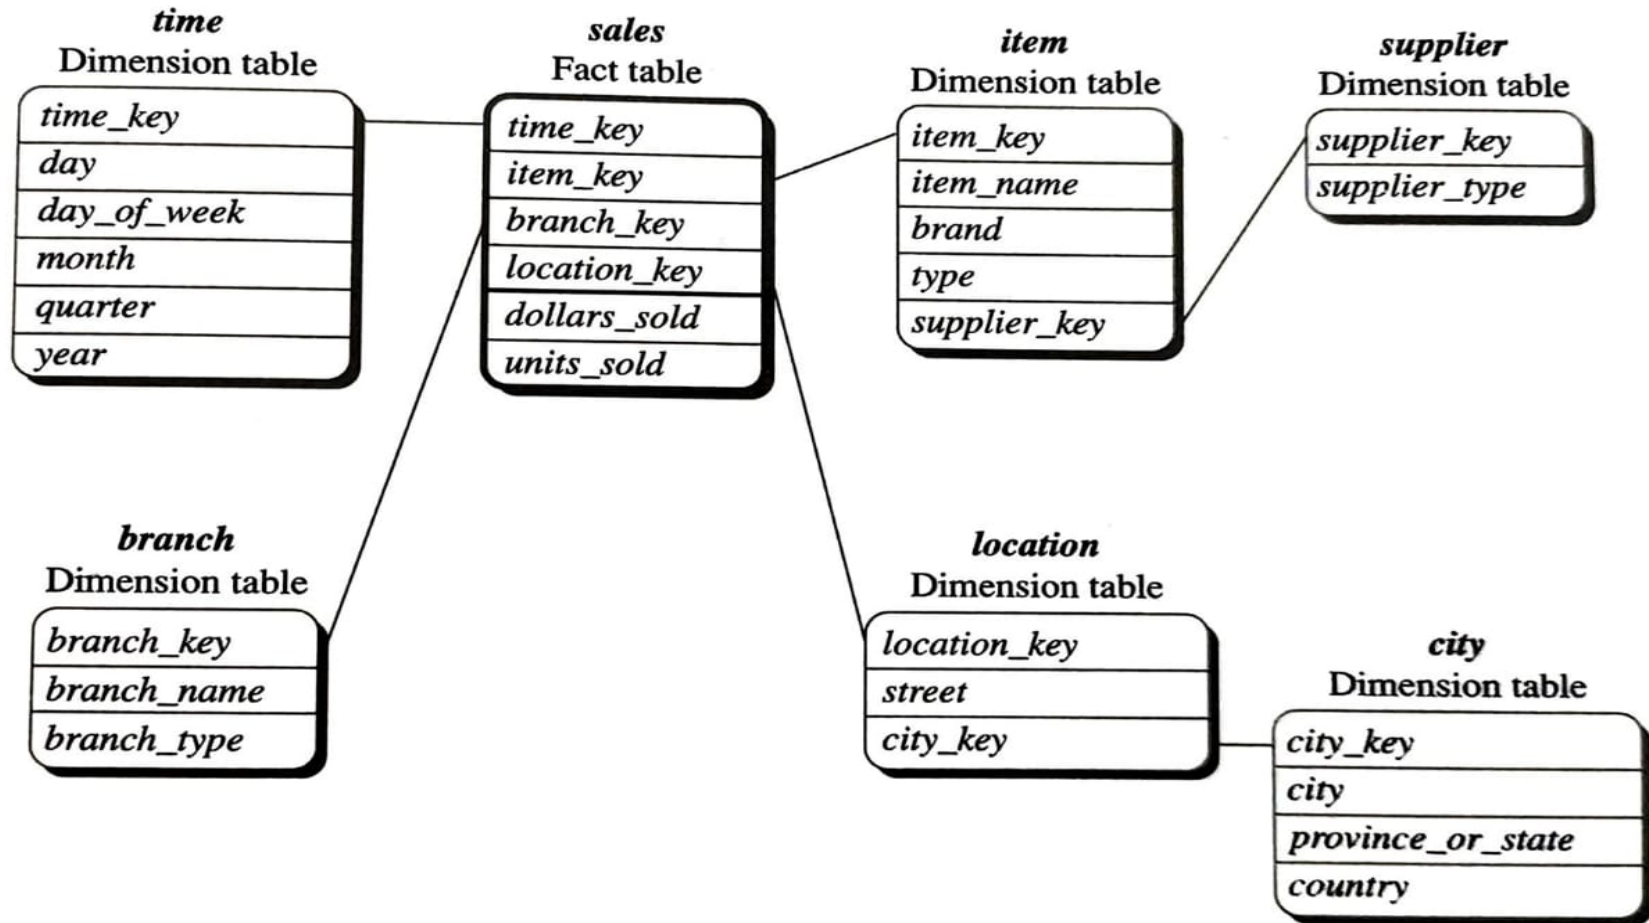 time
Dimension table
time_key
day
day_of_week
month
quarter
year
sales
Fact table
time_key
item_key
branch_key
location_key
dollars_sold
units_sold
item
Dimension table
item_key
item_name
brand
type
supplier_key
supplier
Dimension table
supplier_key
supplier_type
branch
Dimension table
branch_key
branch_name
branch_type
location
Dimension table
location_key
street
city_key
city
Dimension table
city_key
city
province_or_state
country